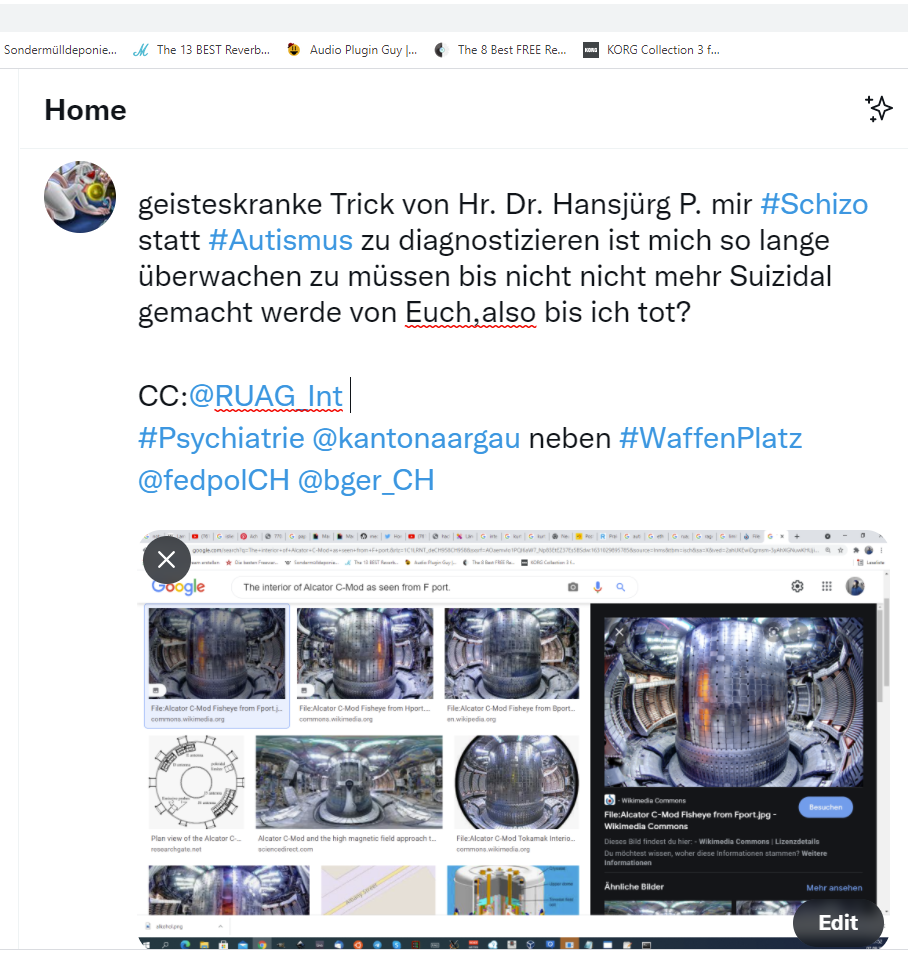 Sondermülldeponie...
The 13 BEST Reverb...
Audio Plugin Guy |...
The 8 Best FREE Re...
KORG Collection 3 f...
Home
geisteskranke Trick von Hr. Dr. Hansjürg P. mir #Schizo
statt #Autismus zu diagnostizieren ist mich so lange
überwachen zu müssen bis nicht nicht mehr Suizidal
gemacht werde von Euch,also bis ich tot?
CC:@RUAG_Int
#Psychiatrie @kantonaargau neben #WaffenPlatz
@fedpolCH @bger_CH
Google
The interior of Alcator C-Mod as seen from F port.
File:Alcator C-Mod Fisheye from Fport.j...
commons.wikimedia.org
File:Alcator C-Mod Fisheye from Hport....
commons.wikimedia.org
File:Alcator C-Mod Fisheye from Bport...
en.wikipedia.org
Plan view of the Alcator C-...
researchgate.net
Alcator C-Mod and the high magnetic field approach t...
sciencedirect.com
File:Alcator C-Mod Tokamak Interio...
commons.wikimedia.org
Wikimedia Commons
File:Alcator C-Mod Fisheye from Fport.jpg -
Wikimedia Commons
Besuchen
Dieses Bild findest du hier: - Wikimedia Commons | Lizenzdetails
Du möchtest wissen, woher diese Informationen stammen? Weitere
Informationen
Ähnliche Bilder
Mehr ansehen
Albany Street
alkohol.png
Edit